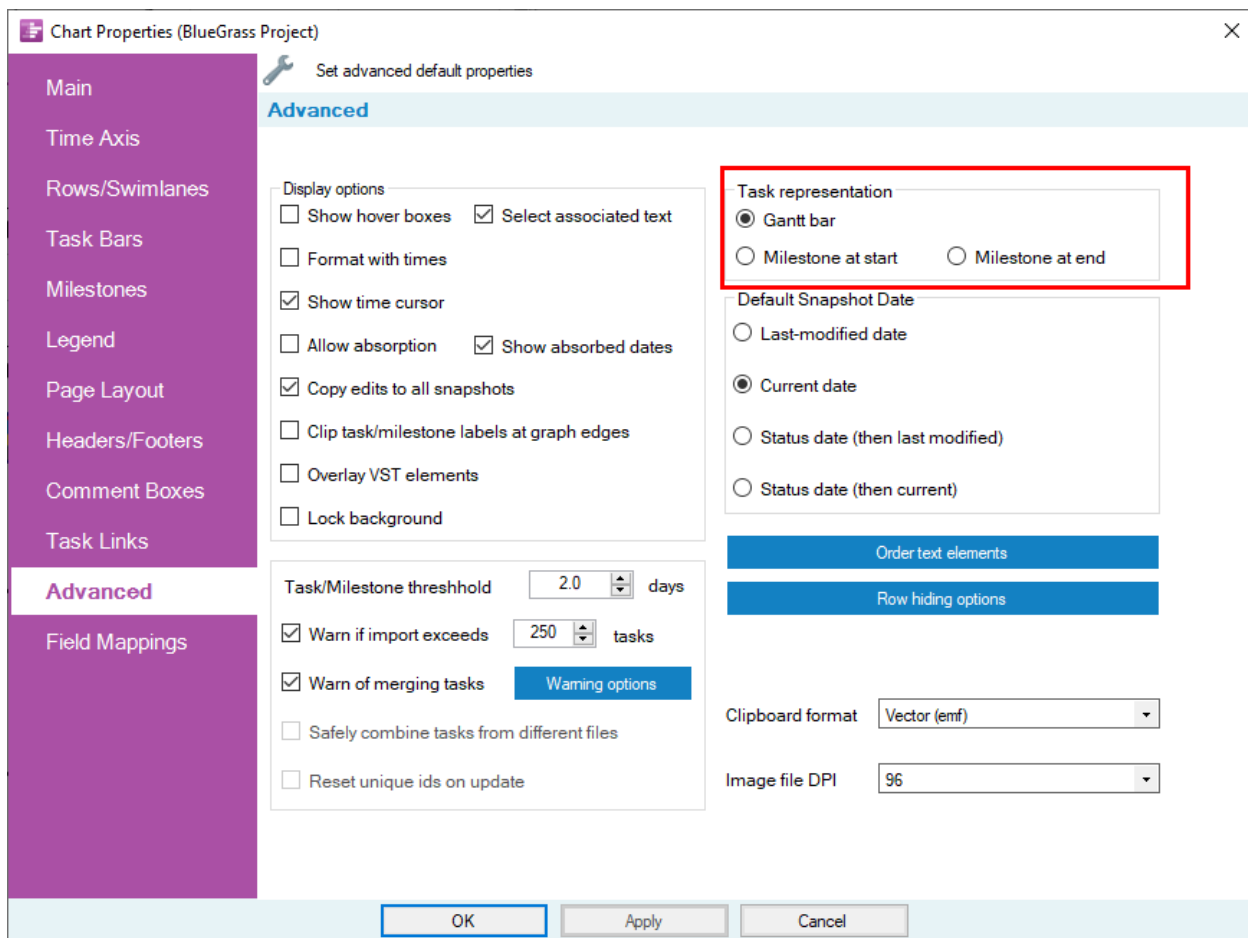 Chart Properties (BlueGrass Project)
Main
Time Axis
Rows/Swimlanes
Task Bars
Milestones
Legend
Page Layout
Headers/Footers
Comment Boxes
Task Links
Advanced
Field Mappings
Set advanced default properties
Advanced
Display options
Show hover boxes Select associated text
Format with times
Show time cursor
Allow absorption Show absorbed dates
Copy edits to all snapshots
Clip task/milestone labels at graph edges
Overlay VST elements
Lock background
Task/Milestone threshhold 2.0 days
Warn if import exceeds 250 tasks
Warn of merging tasks Warning options
Safely combine tasks from different files
Reset unique ids on update
Task representation
Gantt bar
Milestone at start Milestone at end
Default Snapshot Date
Last-modified date
Current date
Status date (then last modified)
Status date (then current)
Order text elements
Row hiding options
Clipboard format Vector (emf)
Image file DPI 96
OK Apply Cancel